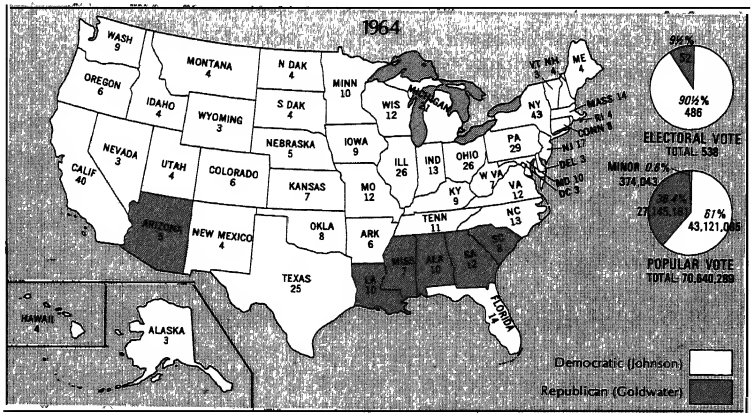 1964
WASH
9
OREGON
6
CALIF
40
NEVADA
3
IDAHO
4
MONTANA
4
WYOMING
3
UTAH
4
ARIZONA
5
COLORADO
6
NEW MEXICO
4
N DAK
4
S DAK
4
NEBRASKA
5
KANSAS
7
OKLA
8
TEXAS
25
MINN
10
IOWA
9
MO
12
ARK
6
LA
10
WIS
12
ILL
26
MICHIGAN
21
IND
13
OHIO
26
KY
9
TENN
11
MISS
7
ALA
10
GA
12
FLORIDA
14
SC
8
NC
13
VA
12
W VA
7
PA
29
NY
43
VT
3
NH
4
ME
4
MASS 14
RI 4
CONN 8
NJ 17
DEL 3
MD 10
DC 3
HAWAII
4
ALASKA
3
9½%
52
90½%
486
ELECTORAL VOTE
TOTAL: 538
MINOR 0.6%
374,043
38.4%
61%
43,121,085
POPULAR VOTE
TOTAL: 70,640,289
Democratic (Johnson)
Republican (Goldwater)